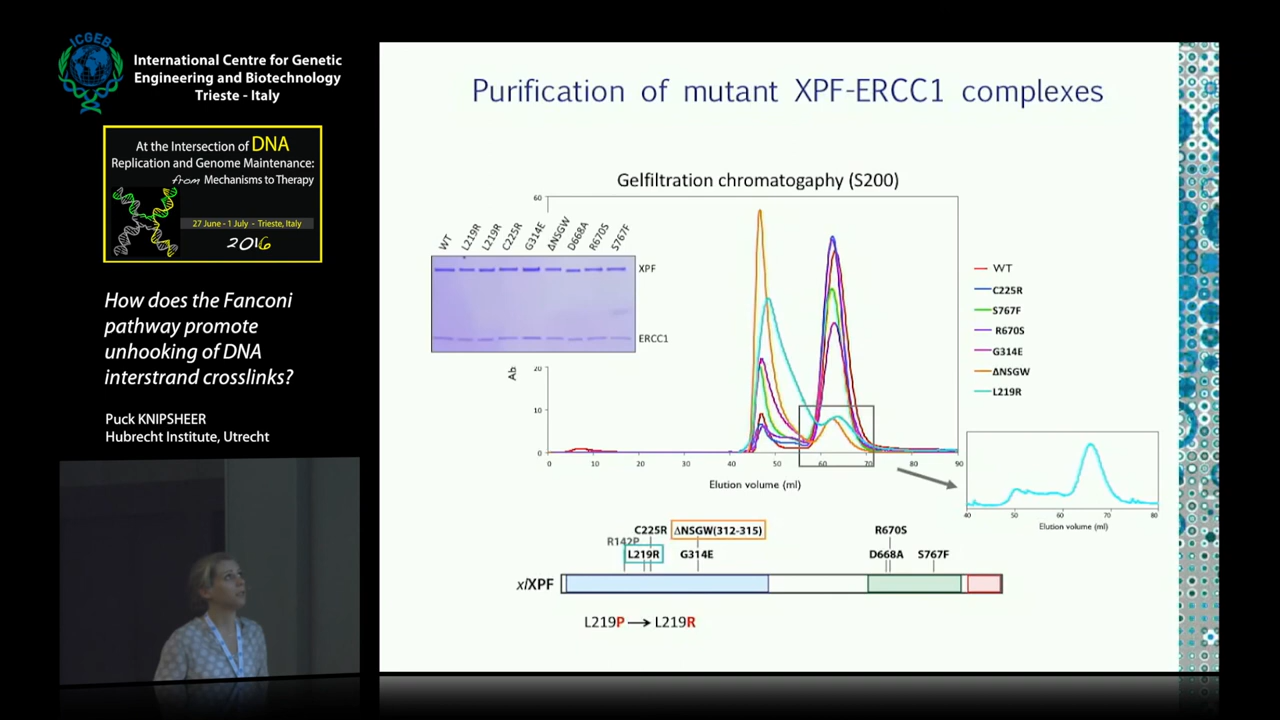 ICGEB
International Centre for Genetic
Engineering and Biotechnology
Trieste - Italy
At the Intersection of DNA
Replication and Genome Maintenance:
from Mechanisms to Therapy
27 June - 1 July - Trieste, Italy
2016
How does the Fanconi
pathway promote
unhooking of DNA
interstrand crosslinks?
Puck KNIPSHEER
Hubrecht Institute, Utrecht
Purification of mutant XPF-ERCC1 complexes
Gelfiltration chromatogaphy (S200)
WT L219R L219R C225R G314E ΔNSGW D668A R670S S767F
XPF
ERCC1
60
20
10
0
Ab
0 10 20 30 40 50 60 70 80 90
Elution volume (ml)
WT
C225R
S767F
R670S
G314E
ΔNSGW
L219R
40 50 60 70 80
Elution volume (ml)
C225R ΔNSGW(312-315) R670S
R142P
L219R G314E D668A S767F
xlXPF
L219P → L219R